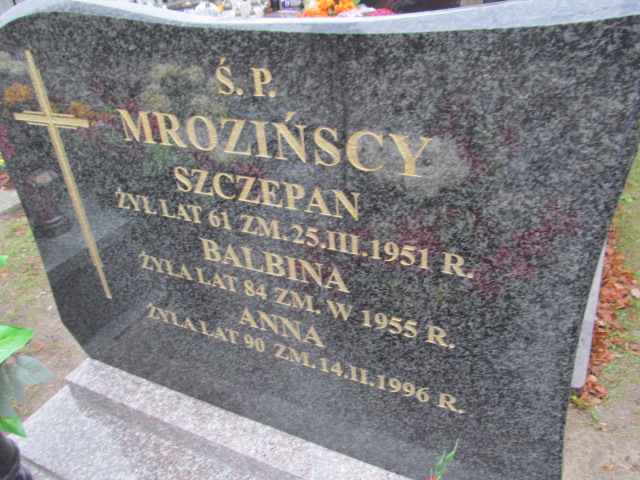 Ś. P.
MROZIŃSCY
SZCZEPAN
ŻYŁ LAT 61 ZM. 25.III.1951 R.
BALBINA
ŻYŁA LAT 84 ZM. W 1955 R.
ANNA
ŻYŁA LAT 90 ZM. 14.II.1996 R.